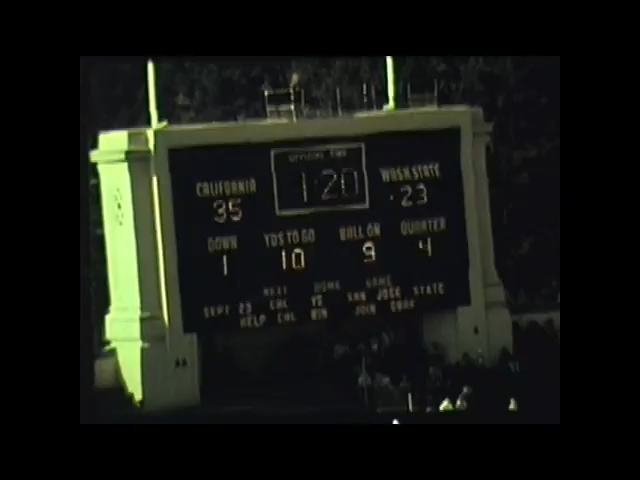 OFFICIAL TIME
CALIFORNIA 1:20 WASH.STATE
35 23
DOWN YDS TO GO BALL ON QUARTER
1 10 9 4
NEXT HOME GAME
SEPT 23 CAL VS SAN JOSE STATE
HELP CAL WIN JOIN
AA